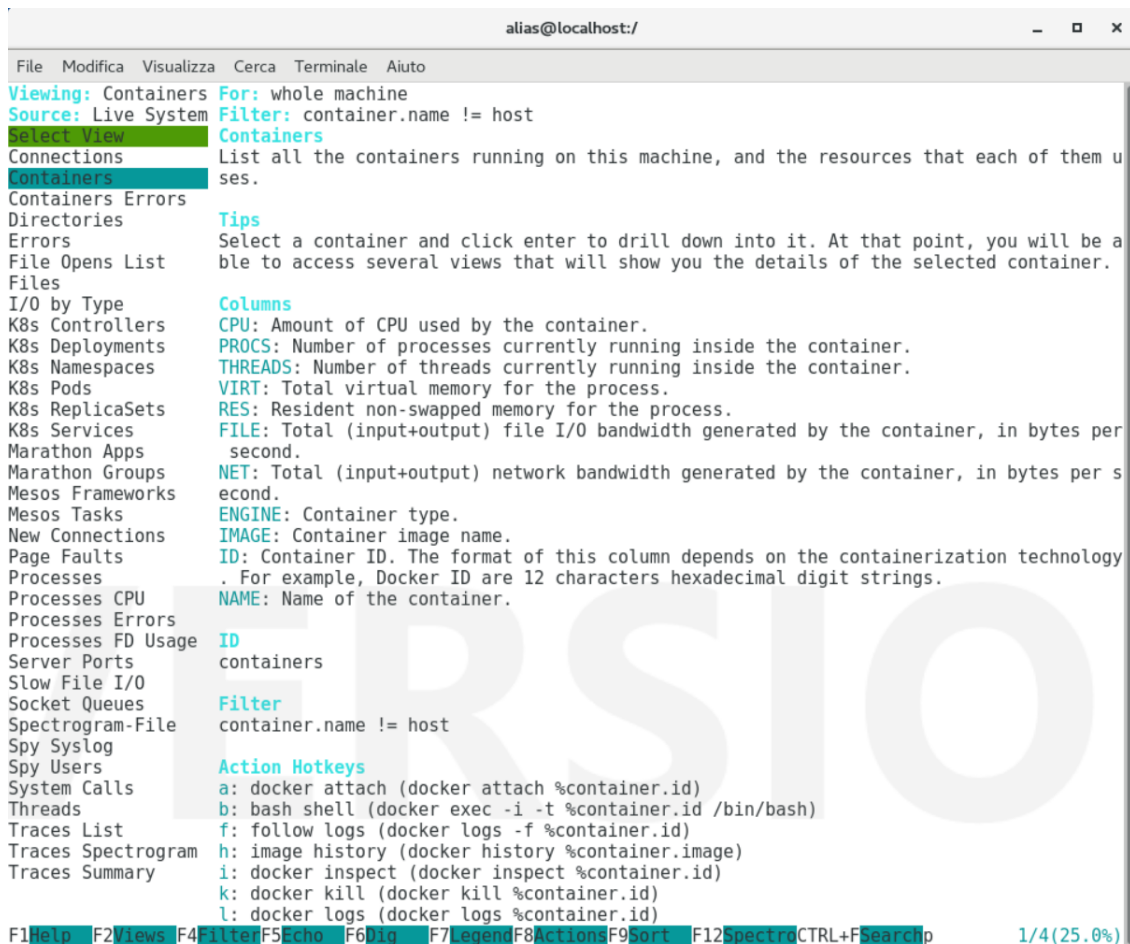 alias@localhost:/
File Modifica Visualizza Cerca Terminale Aiuto
Viewing: Containers For: whole machine
Source: Live System Filter: container.name != host
Select View Containers
Connections List all the containers running on this machine, and the resources that each of them u
Containers ses.
Containers Errors
Directories Tips
Errors Select a container and click enter to drill down into it. At that point, you will be a
File Opens List ble to access several views that will show you the details of the selected container.
Files
I/O by Type Columns
K8s Controllers CPU: Amount of CPU used by the container.
K8s Deployments PROCS: Number of processes currently running inside the container.
K8s Namespaces THREADS: Number of threads currently running inside the container.
K8s Pods VIRT: Total virtual memory for the process.
K8s ReplicaSets RES: Resident non-swapped memory for the process.
K8s Services FILE: Total (input+output) file I/O bandwidth generated by the container, in bytes per
Marathon Apps second.
Marathon Groups NET: Total (input+output) network bandwidth generated by the container, in bytes per s
Mesos Frameworks econd.
Mesos Tasks ENGINE: Container type.
New Connections IMAGE: Container image name.
Page Faults ID: Container ID. The format of this column depends on the containerization technology
Processes . For example, Docker ID are 12 characters hexadecimal digit strings.
Processes CPU NAME: Name of the container.
Processes Errors
Processes FD Usage ID
Server Ports containers
Slow File I/O
Socket Queues Filter
Spectrogram-File container.name != host
Spy Syslog
Spy Users Action Hotkeys
System Calls a: docker attach (docker attach %container.id)
Threads b: bash shell (docker exec -i -t %container.id /bin/bash)
Traces List f: follow logs (docker logs -f %container.id)
Traces Spectrogram h: image history (docker history %container.image)
Traces Summary i: docker inspect (docker inspect %container.id)
k: docker kill (docker kill %container.id)
l: docker logs (docker logs %container.id)
F1Help F2Views F4FilterF5Echo F6Dig F7LegendF8ActionsF9Sort F12SpectroCTRL+FSearchp 1/4(25.0%)
VERSIO